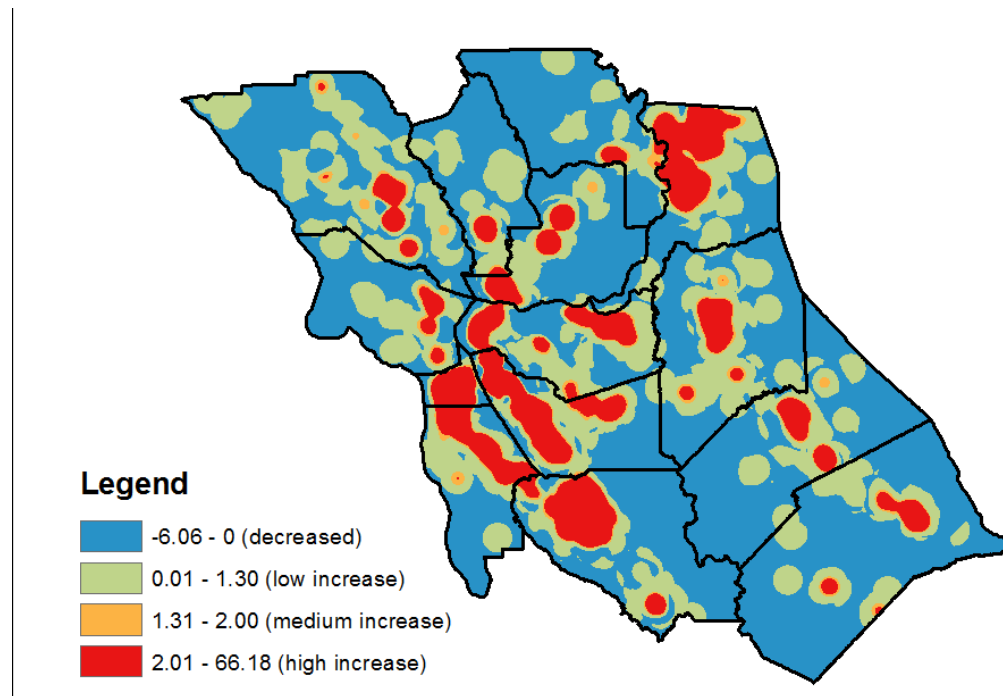 Legend
-6.06 - 0 (decreased)
0.01 - 1.30 (low increase)
1.31 - 2.00 (medium increase)
2.01 - 66.18 (high increase)